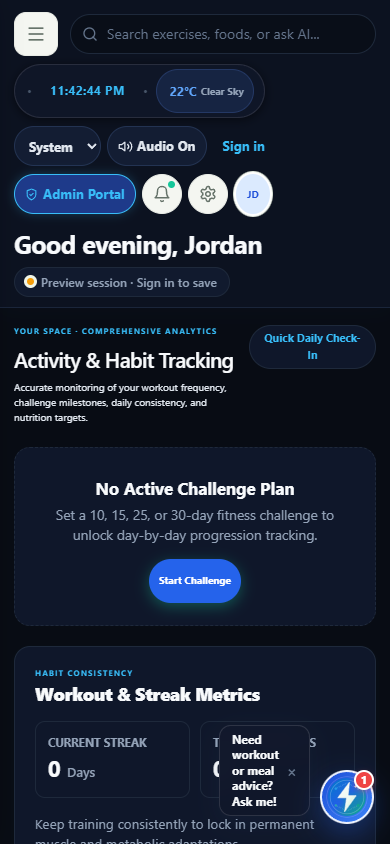 Search exercises, foods, or ask AI...
11:42:44 PM
22°C Clear Sky
System
Audio On
Sign in
Admin Portal
JD
Good evening, Jordan
Preview session · Sign in to save
YOUR SPACE · COMPREHENSIVE ANALYTICS
Quick Daily Check-
In
Activity & Habit Tracking
Accurate monitoring of your workout frequency,
challenge milestones, daily consistency, and
nutrition targets.
No Active Challenge Plan
Set a 10, 15, 25, or 30-day fitness challenge to
unlock day-by-day progression tracking.
Start Challenge
HABIT CONSISTENCY
Workout & Streak Metrics
CURRENT STREAK
0 Days
Need
workout
or meal
advice?
Ask me!
×
1
Keep training consistently to lock in permanent
muscle and metabolic adaptations.